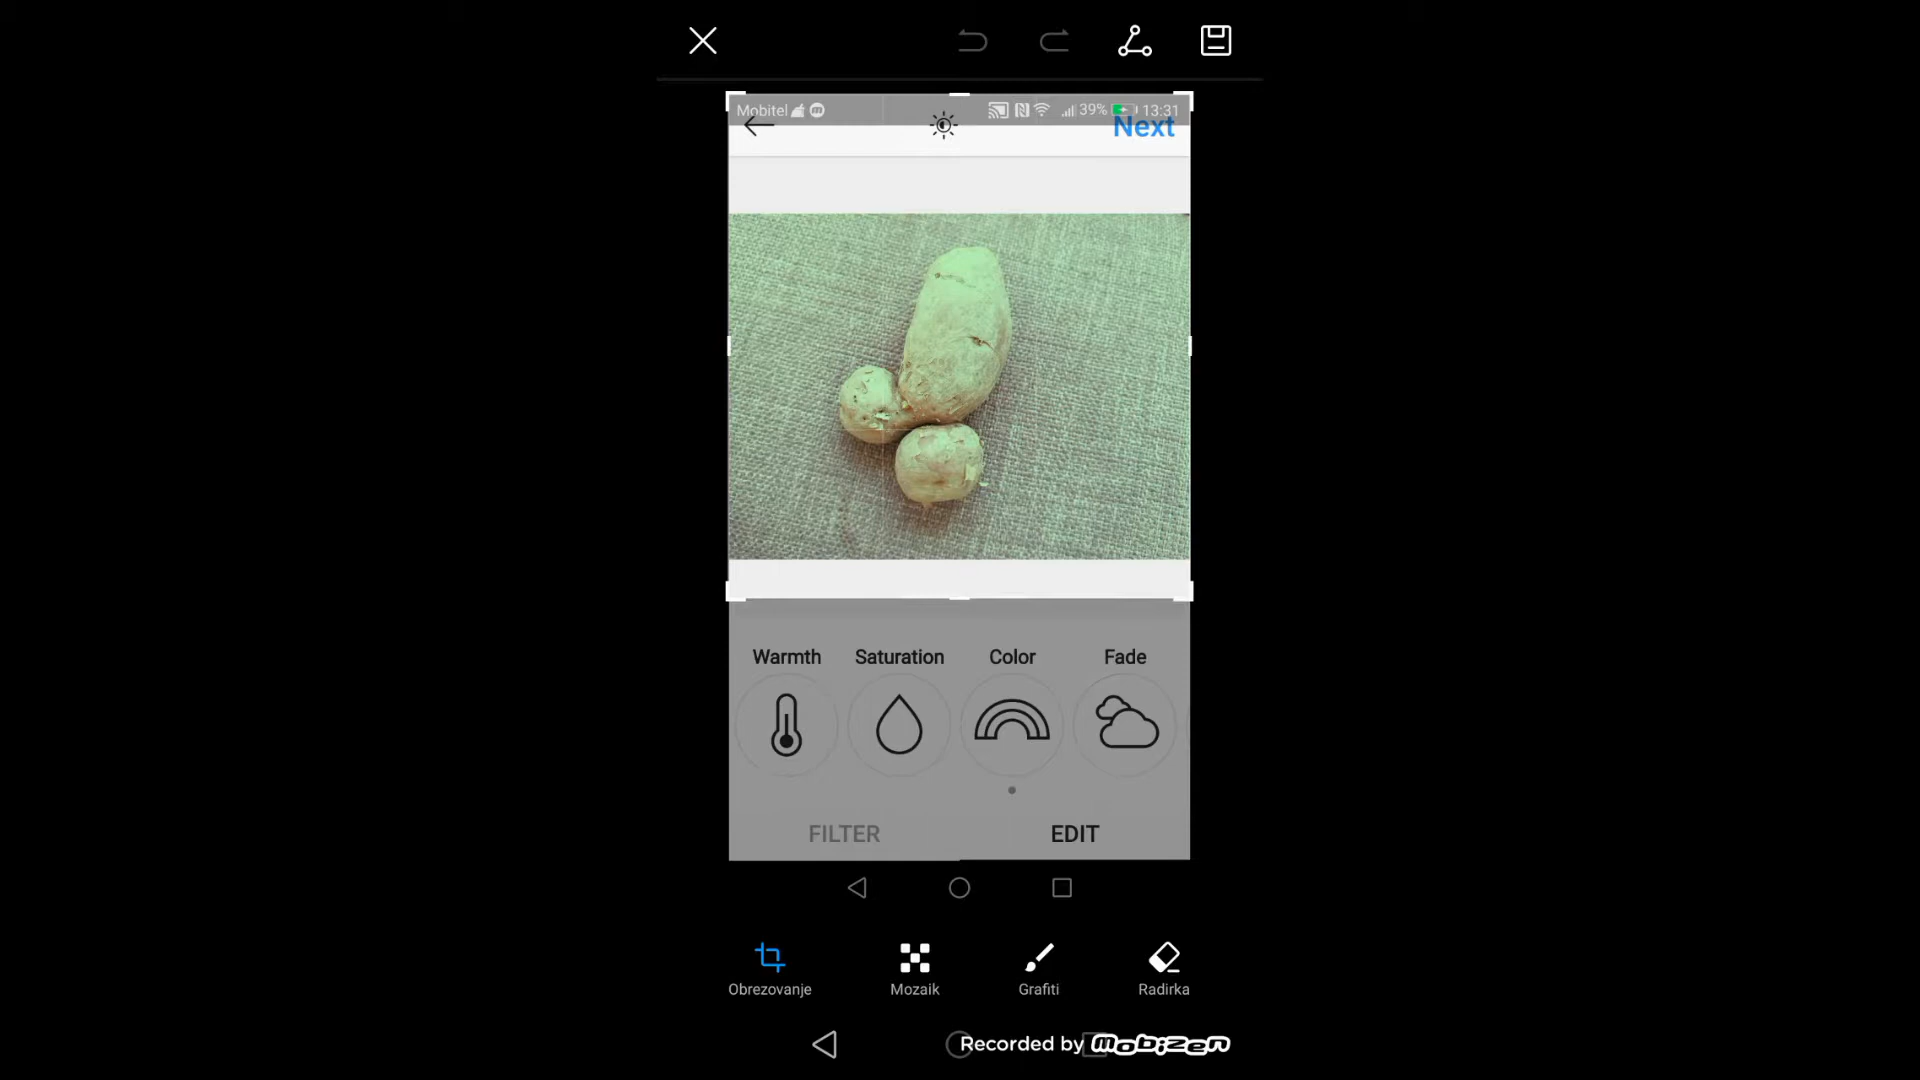 Mobitel 39% 13:31
Next
Warmth Saturation Color Fade
FILTER EDIT
Obrezovanje Mozaik Grafiti Radirka
Recorded by Mobizen